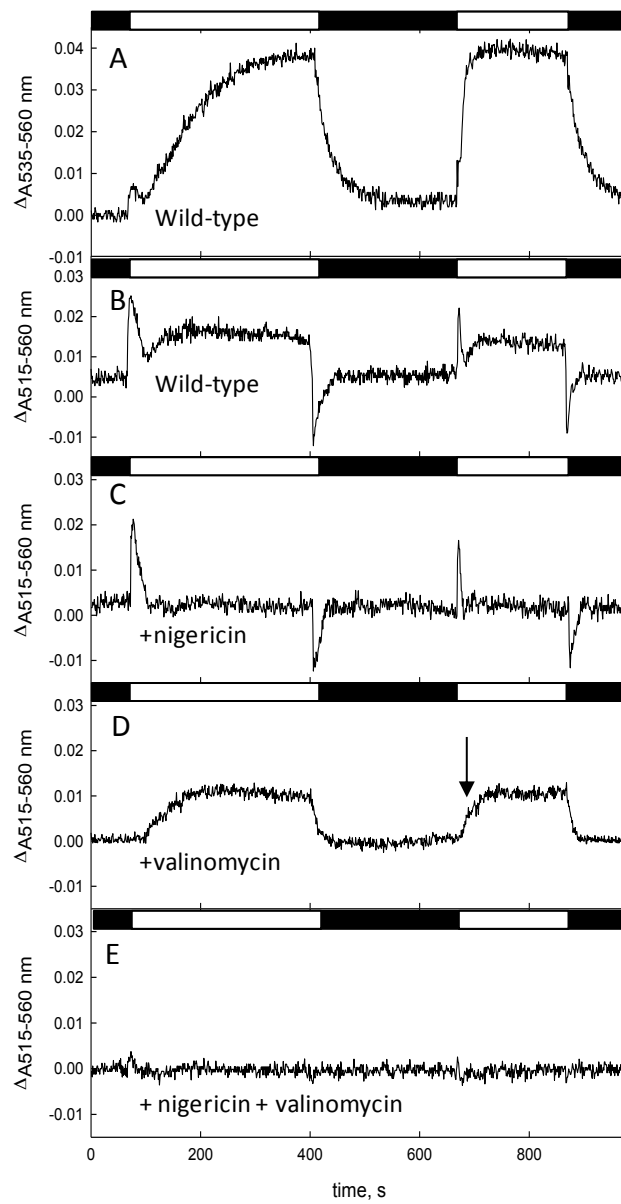 A
0.04
0.03
0.02
0.01
0.00
-0.01
ΔA535-560 nm
Wild-type
B
0.03
0.02
0.01
0.00
-0.01
ΔA515-560 nm
Wild-type
C
0.03
0.02
0.01
0.00
-0.01
ΔA515-560 nm
+nigericin
D
0.03
0.02
0.01
0.00
-0.01
ΔA515-560 nm
+valinomycin
E
0.03
0.02
0.01
0.00
-0.01
ΔA515-560 nm
+ nigericin + valinomycin
0 200 400 600 800
time, s